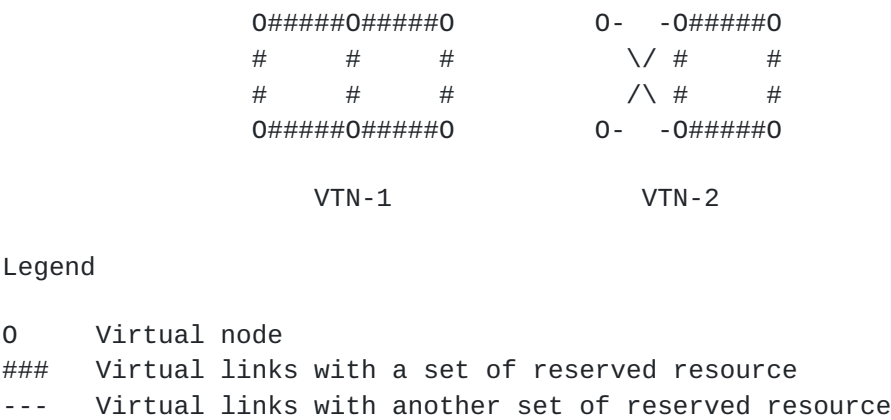 O#####O#####O          O-  -O#####O
#     #     #            \/ #     #
#     #     #            /\ #     #
O#####O#####O          O-  -O#####O
VTN-1                VTN-2
Legend
O     Virtual node
###   Virtual links with a set of reserved resource
---   Virtual links with another set of reserved resource